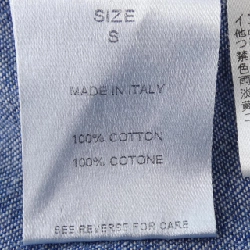 SIZE
S
MADE IN ITALY
100% COTTON
100% COTONE
SEE REVERSE FOR CARE